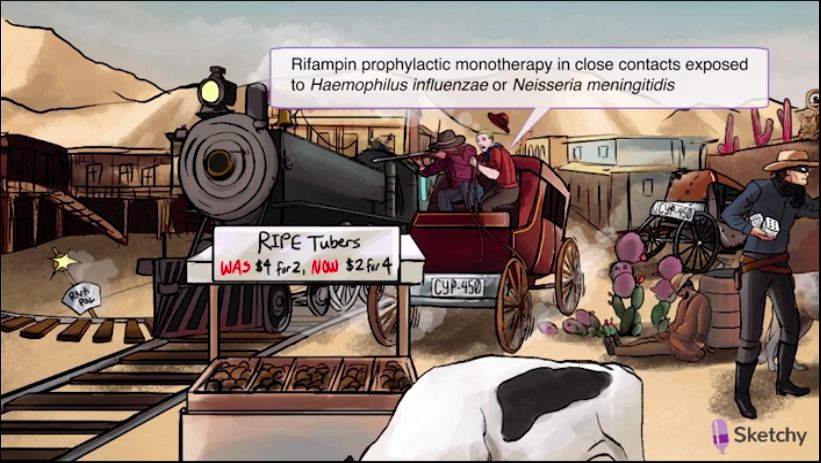 Rifampin prophylactic monotherapy in close contacts exposed
to Haemophilus influenzae or Neisseria meningitidis
RIPE Tubers
WAS $4 for 2, NOW $2 for 4
CYP-450
CYP-450
RNA
POL
Sketchy